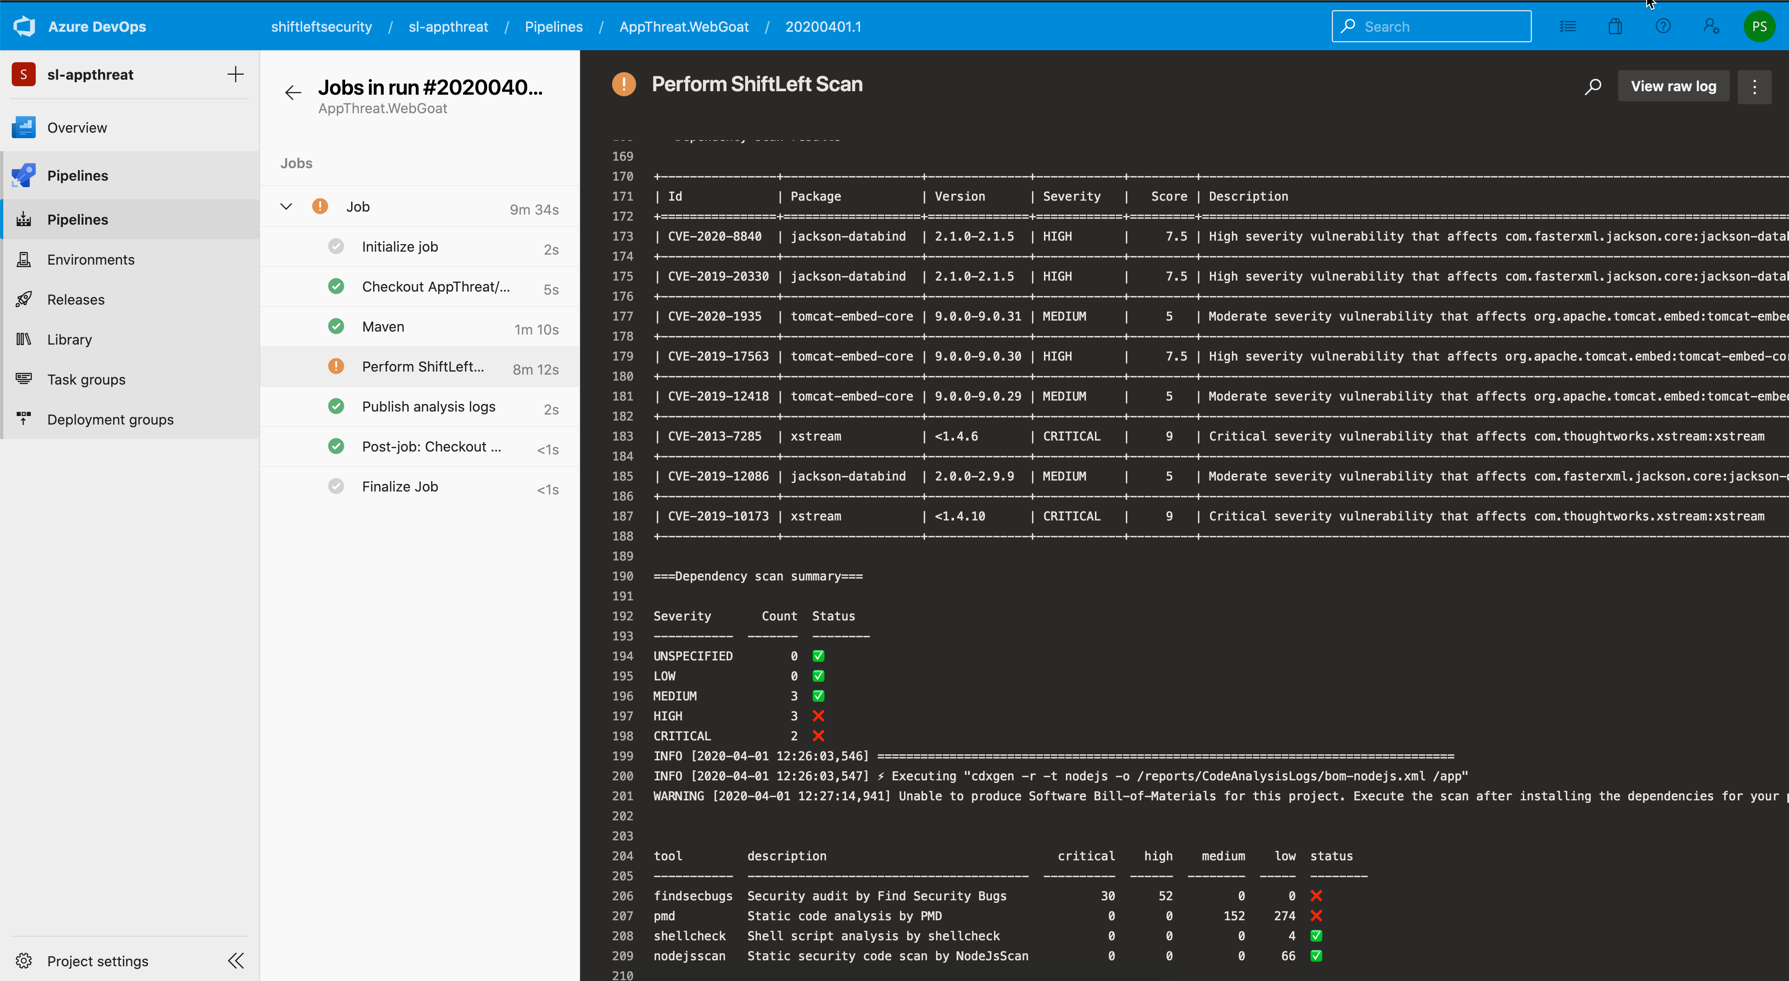 Azure DevOps
shiftleftsecurity / sl-appthreat / Pipelines / AppThreat.WebGoat / 20200401.1
Search
PS
S sl-appthreat
Overview
Pipelines
Pipelines
Environments
Releases
Library
Task groups
Deployment groups
Project settings
Jobs in run #2020040...
AppThreat.WebGoat
Jobs
Job 9m 34s
Initialize job 2s
Checkout AppThreat/... 5s
Maven 1m 10s
Perform ShiftLeft... 8m 12s
Publish analysis logs 2s
Post-job: Checkout ... <1s
Finalize Job <1s
Perform ShiftLeft Scan
View raw log
169
170 +----------------+--------------------+---------------+------------+---------+----------------
171 | Id | Package | Version | Severity | Score | Description
172 +================+====================+===============+============+=========+================
173 | CVE-2020-8840 | jackson-databind | 2.1.0-2.1.5 | HIGH | 7.5 | High severity vulnerability that affects com.fasterxml.jackson.core:jackson-datab
174 +----------------+--------------------+---------------+------------+---------+----------------
175 | CVE-2019-20330 | jackson-databind | 2.1.0-2.1.5 | HIGH | 7.5 | High severity vulnerability that affects com.fasterxml.jackson.core:jackson-datab
176 +----------------+--------------------+---------------+------------+---------+----------------
177 | CVE-2020-1935 | tomcat-embed-core | 9.0.0-9.0.31 | MEDIUM | 5 | Moderate severity vulnerability that affects org.apache.tomcat.embed:tomcat-embe
178 +----------------+--------------------+---------------+------------+---------+----------------
179 | CVE-2019-17563 | tomcat-embed-core | 9.0.0-9.0.30 | HIGH | 7.5 | High severity vulnerability that affects org.apache.tomcat.embed:tomcat-embed-co
180 +----------------+--------------------+---------------+------------+---------+----------------
181 | CVE-2019-12418 | tomcat-embed-core | 9.0.0-9.0.29 | MEDIUM | 5 | Moderate severity vulnerability that affects org.apache.tomcat.embed:tomcat-embe
182 +----------------+--------------------+---------------+------------+---------+----------------
183 | CVE-2013-7285 | xstream | <1.4.6 | CRITICAL | 9 | Critical severity vulnerability that affects com.thoughtworks.xstream:xstream
184 +----------------+--------------------+---------------+------------+---------+----------------
185 | CVE-2019-12086 | jackson-databind | 2.0.0-2.9.9 | MEDIUM | 5 | Moderate severity vulnerability that affects com.fasterxml.jackson.core:jackson-
186 +----------------+--------------------+---------------+------------+---------+----------------
187 | CVE-2019-10173 | xstream | <1.4.10 | CRITICAL | 9 | Critical severity vulnerability that affects com.thoughtworks.xstream:xstream
188 +----------------+--------------------+---------------+------------+---------+----------------
189
190 ===Dependency scan summary===
191
192 Severity Count Status
193 ----------- ------- --------
194 UNSPECIFIED 0 ✅
195 LOW 0 ✅
196 MEDIUM 3 ✅
197 HIGH 3 ❌
198 CRITICAL 2 ❌
199 INFO [2020-04-01 12:26:03,546] ================================================================================
200 INFO [2020-04-01 12:26:03,547] ⚡ Executing "cdxgen -r -t nodejs -o /reports/CodeAnalysisLogs/bom-nodejs.xml /app"
201 WARNING [2020-04-01 12:27:14,941] Unable to produce Software Bill-of-Materials for this project. Execute the scan after installing the dependencies for your p
202
203
204 tool description critical high medium low status
205 ----------- --------------------------------------- ---------- ------ -------- ----- --------
206 findsecbugs Security audit by Find Security Bugs 30 52 0 0 ❌
207 pmd Static code analysis by PMD 0 0 152 274 ❌
208 shellcheck Shell script analysis by shellcheck 0 0 0 4 ✅
209 nodejsscan Static security code scan by NodeJsScan 0 0 0 66 ✅
210